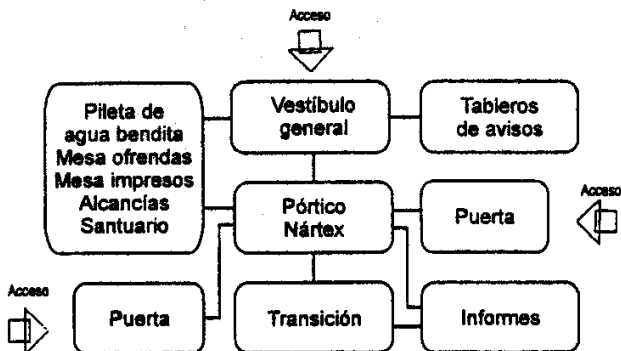 Acceso
Pileta de
agua bendita
Mesa ofrendas
Mesa impresos
Alcancías
Santuario
Vestíbulo
general
Tableros
de avisos
Pórtico
Nártex
Puerta
Acceso
Acceso
Puerta
Transición
Informes